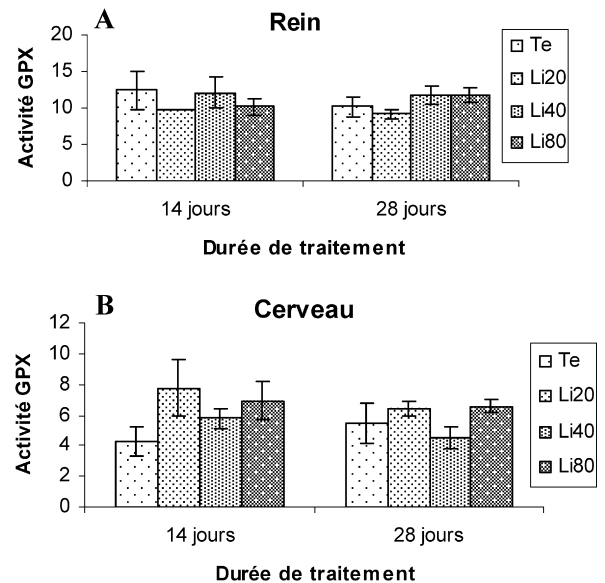 A
Rein
Activité GPX
20
15
10
5
0
14 jours
28 jours
Durée de traitement
Te
Li20
Li40
Li80
B
Cerveau
Activité GPX
12
10
8
6
4
2
0
14 jours
28 jours
Durée de traitement
Te
Li20
Li40
Li80